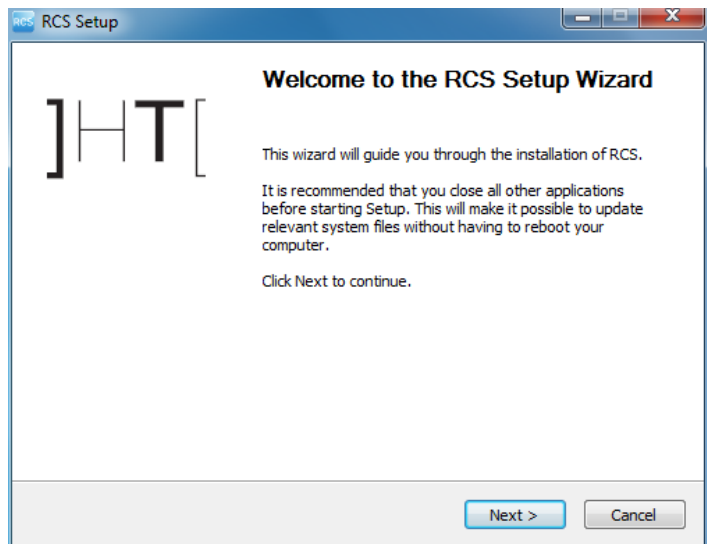 RCS RCS Setup
Welcome to the RCS Setup Wizard
]HT[
This wizard will guide you through the installation of RCS.
It is recommended that you close all other applications
before starting Setup. This will make it possible to update
relevant system files without having to reboot your
computer.
Click Next to continue.
Next > Cancel